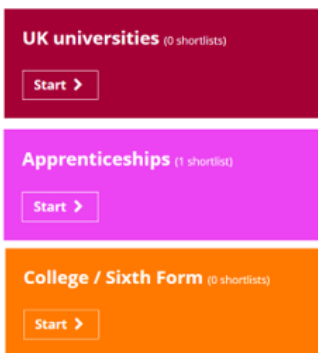 UK universities (0 shortlists)
Start
Apprenticeships (1 shortlist)
Start
College / Sixth Form (0 shortlists)
Start